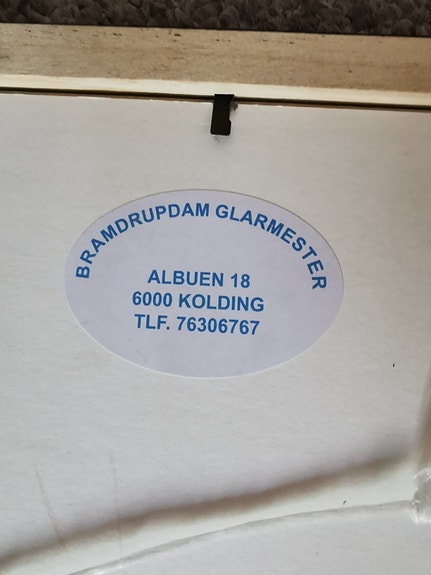 BRAMDRUPDAM GLARMESTER
ALBUEN 18
6000 KOLDING
TLF. 76306767